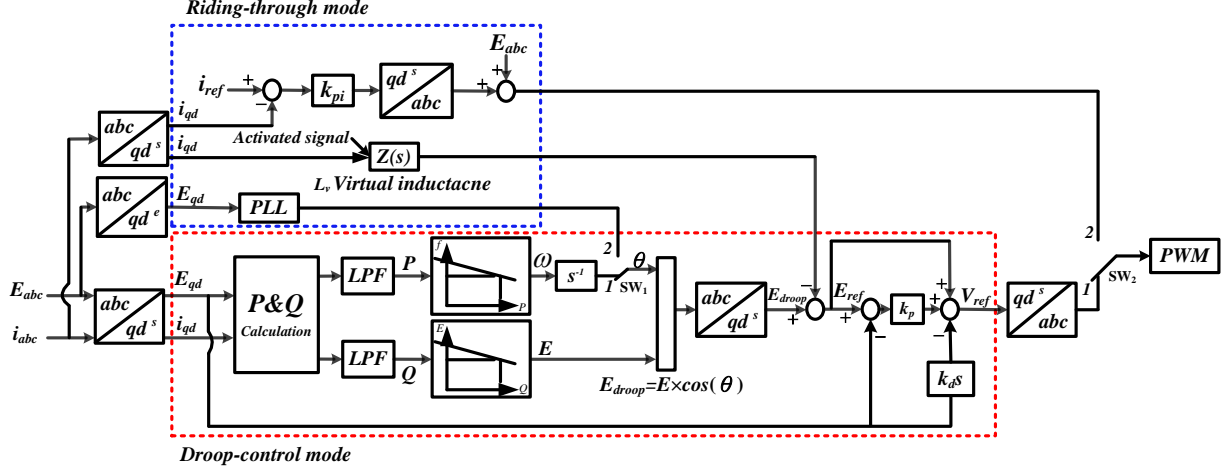 Riding-through mode
E_abc
i_ref + − k_pi qd^s abc + +
i_qd
abc qd^s
i_qd
Activated signal
Z(s)
L_v Virtual inductacne
abc qd^e
E_qd
PLL
2
2
PWM
1
SW_2
E_abc
i_abc
abc qd^s
E_qd
i_qd
P&Q
Calculation
LPF
P
f
P
ω
s^-1
1
SW_1
θ
LPF
Q
E
Q
E
E_droop=E×cos(θ)
abc qd^s
E_droop
−
+
E_ref
+
−
k_p
+
+
−
V_ref
k_ds
qd^s abc
Droop-control mode